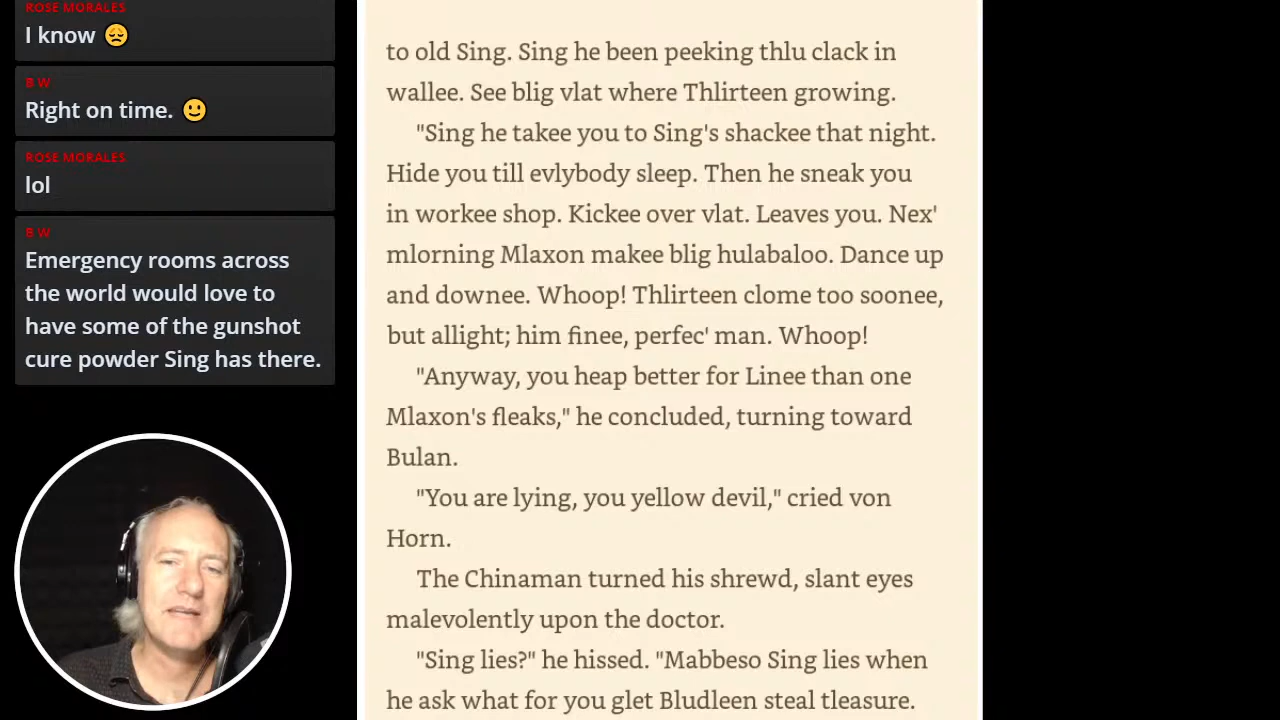 ROSE MORALES
I know 😔
B W
Right on time. 🙂
ROSE MORALES
lol
B W
Emergency rooms across
the world would love to
have some of the gunshot
cure powder Sing has there.
to old Sing. Sing he been peeking thlu clack in
wallee. See blig vlat where Thlirteen growing.
"Sing he takee you to Sing's shackee that night.
Hide you till evlybody sleep. Then he sneak you
in workee shop. Kickee over vlat. Leaves you. Nex'
mlorning Mlaxon makee blig hulabaloo. Dance up
and downee. Whoop! Thlirteen clome too soonee,
but allight; him finee, perfec' man. Whoop!
"Anyway, you heap better for Linee than one
Mlaxon's fleaks," he concluded, turning toward
Bulan.
"You are lying, you yellow devil," cried von
Horn.
The Chinaman turned his shrewd, slant eyes
malevolently upon the doctor.
"Sing lies?" he hissed. "Mabbeso Sing lies when
he ask what for you glet Bludleen steal tleasure.